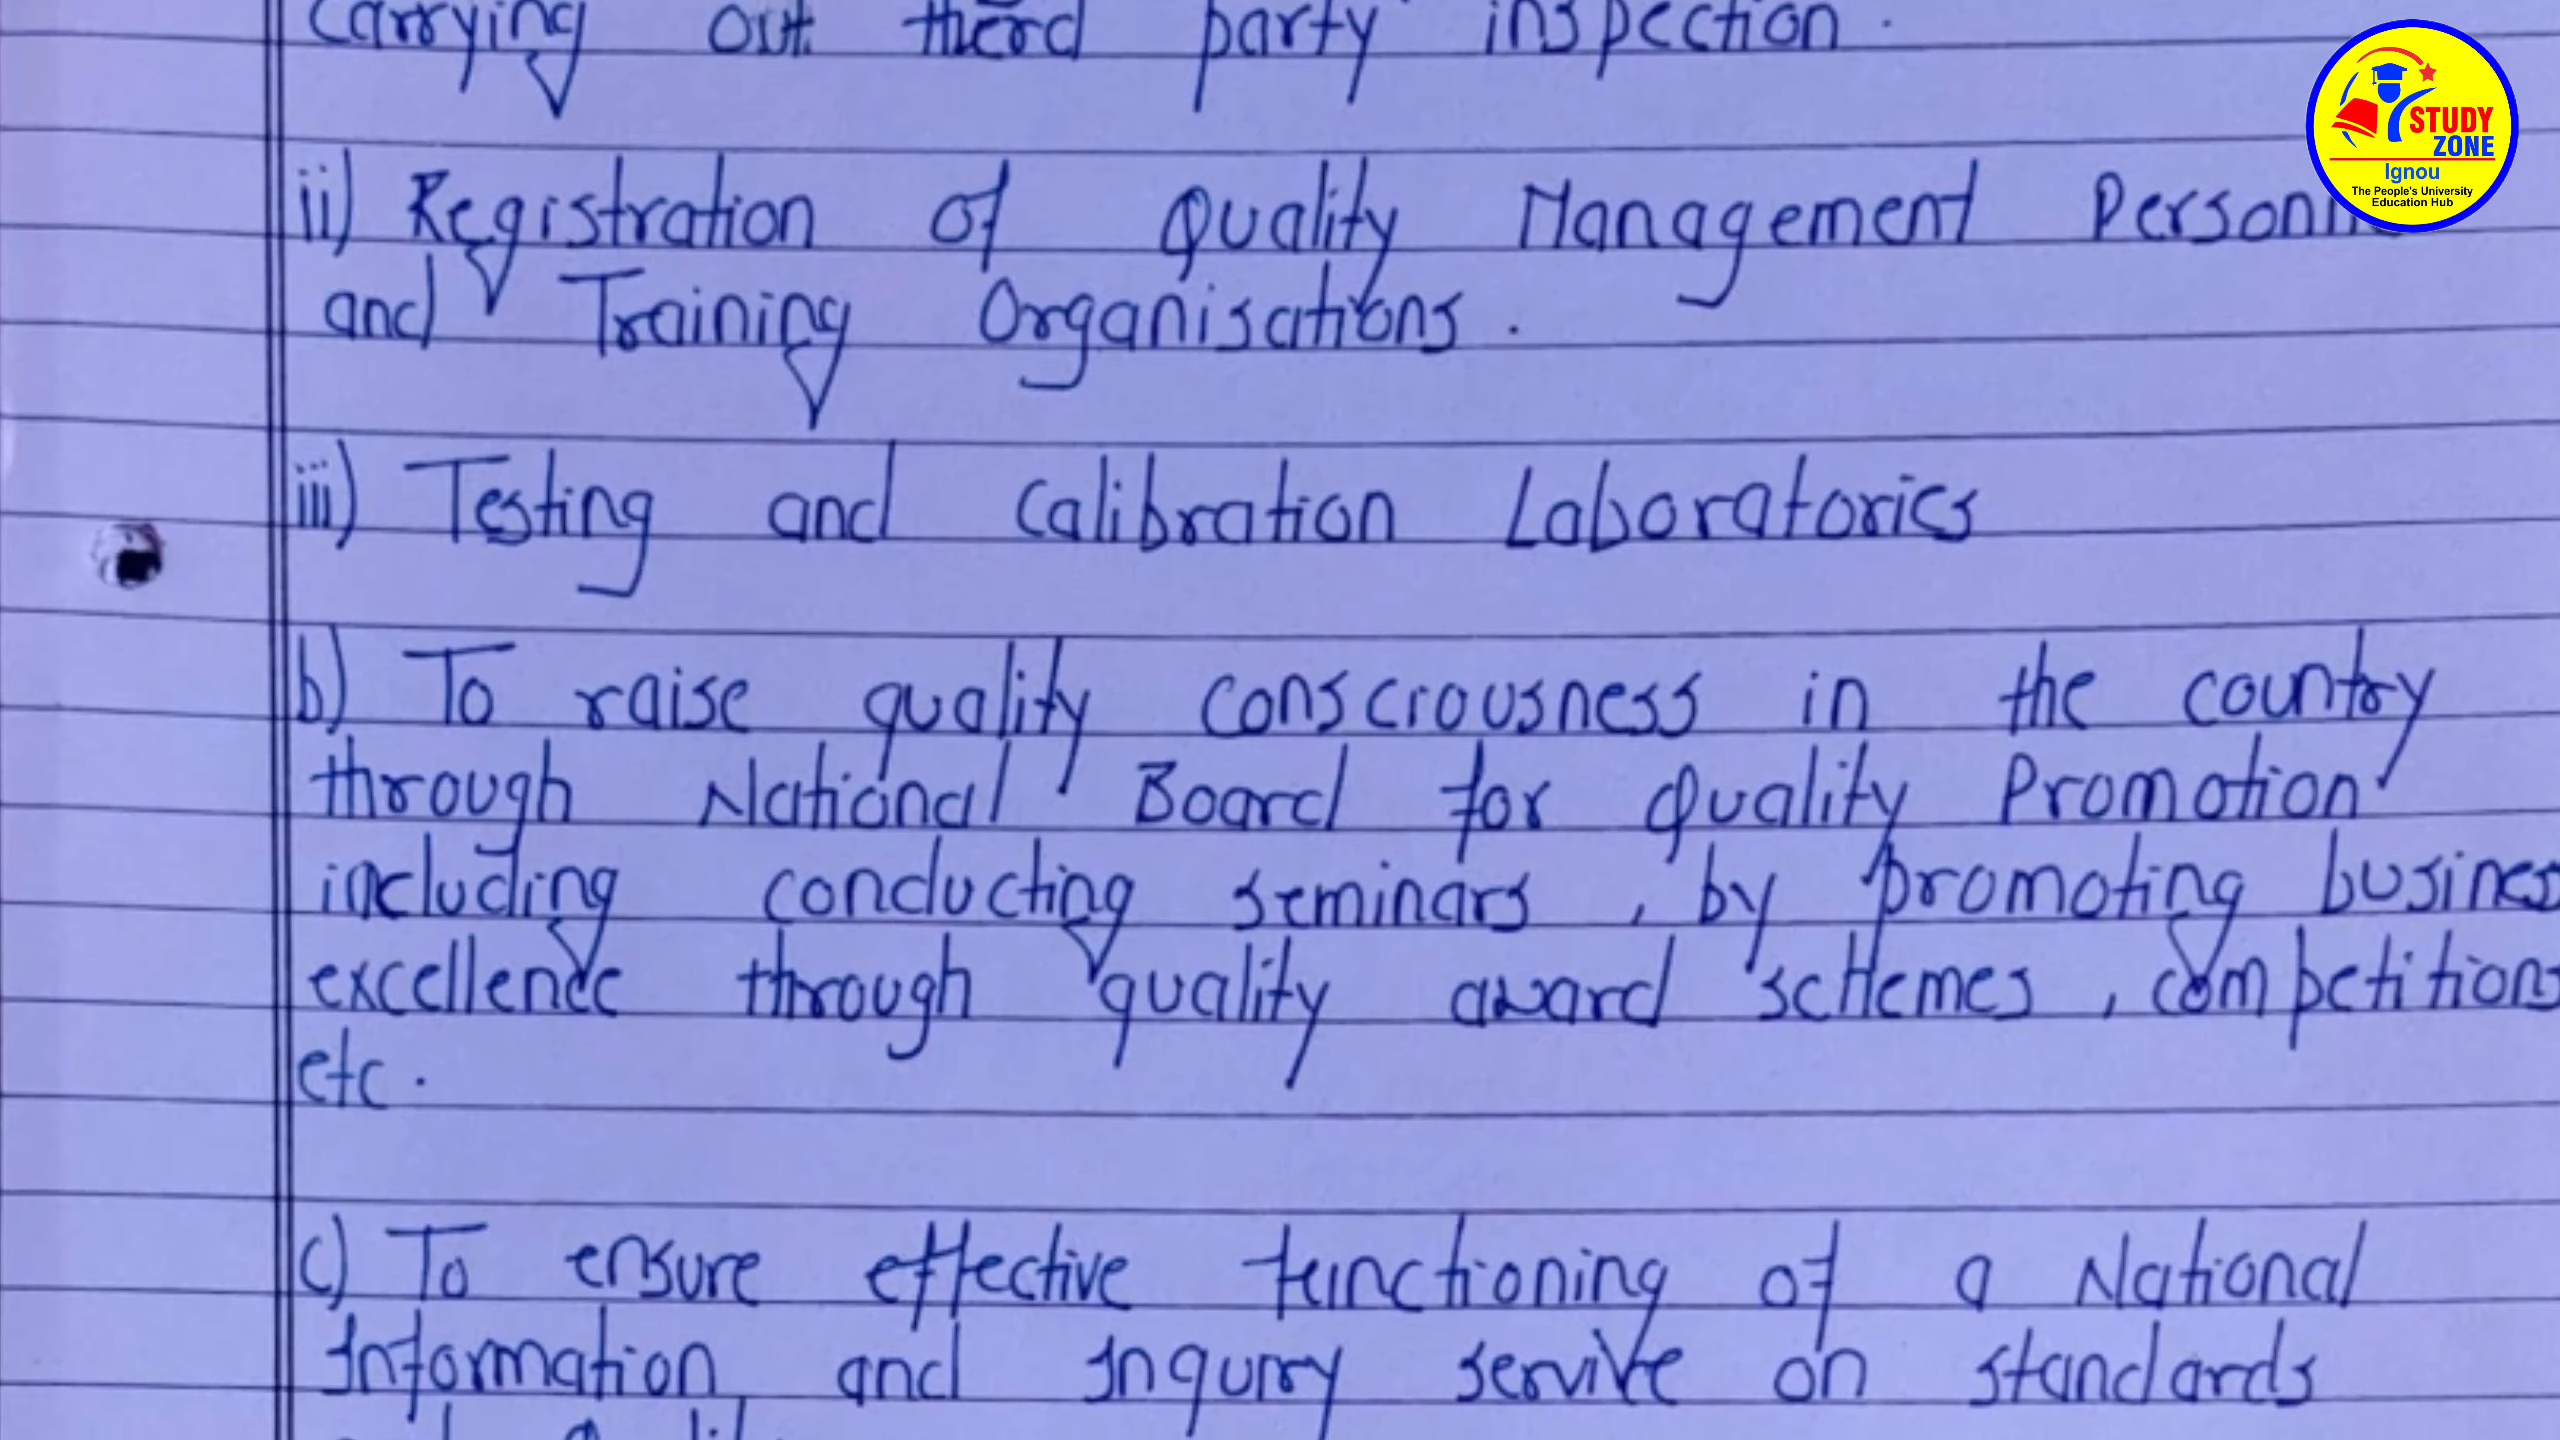 carrying out third party inspection.
ii) Registration of Quality Management Personn
and Training Organisations.
iii) Testing and Calibration Laboratories
b) To raise quality consciousness in the country
through National Board for Quality Promotion
including conducting seminars, by promoting busines
excellence through quality award schemes, competitions
etc.
c) To ensure effective functioning of a National
Information and Inquiry service on standards
STUDY
ZONE
Ignou
The People's University
Education Hub